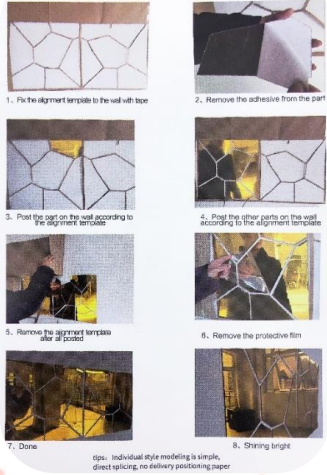 1、Fix the alignment template to the wall with tape
2、Remove the adhesive from the part
3、Post the part on the wall according to
the alignment template
4、Post the other parts on the wall
according to the alignment template
5、Remove the alignment template
after all posted
6、Remove the protective film
7、Done
8、Shining bright
tips：Individual style modeling is simple,
direct splicing, no delivery positioning paper